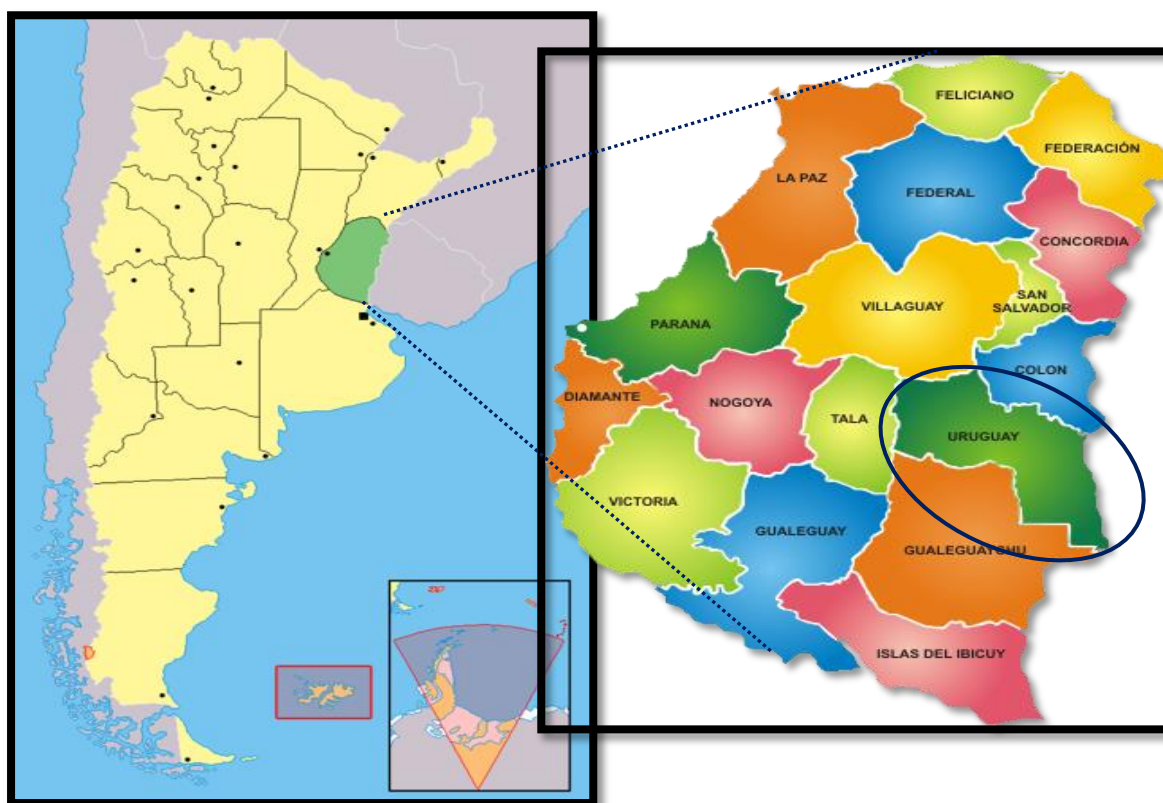 FELICIANO
FEDERACIÓN
LA PAZ
FEDERAL
CONCORDIA
SAN
SALVADOR
VILLAGUAY
PARANA
COLON
DIAMANTE
NOGOYA
TALA
URUGUAY
VICTORIA
GUALEGUAY
GUALEGUAYCHU
ISLAS DEL IBICUY